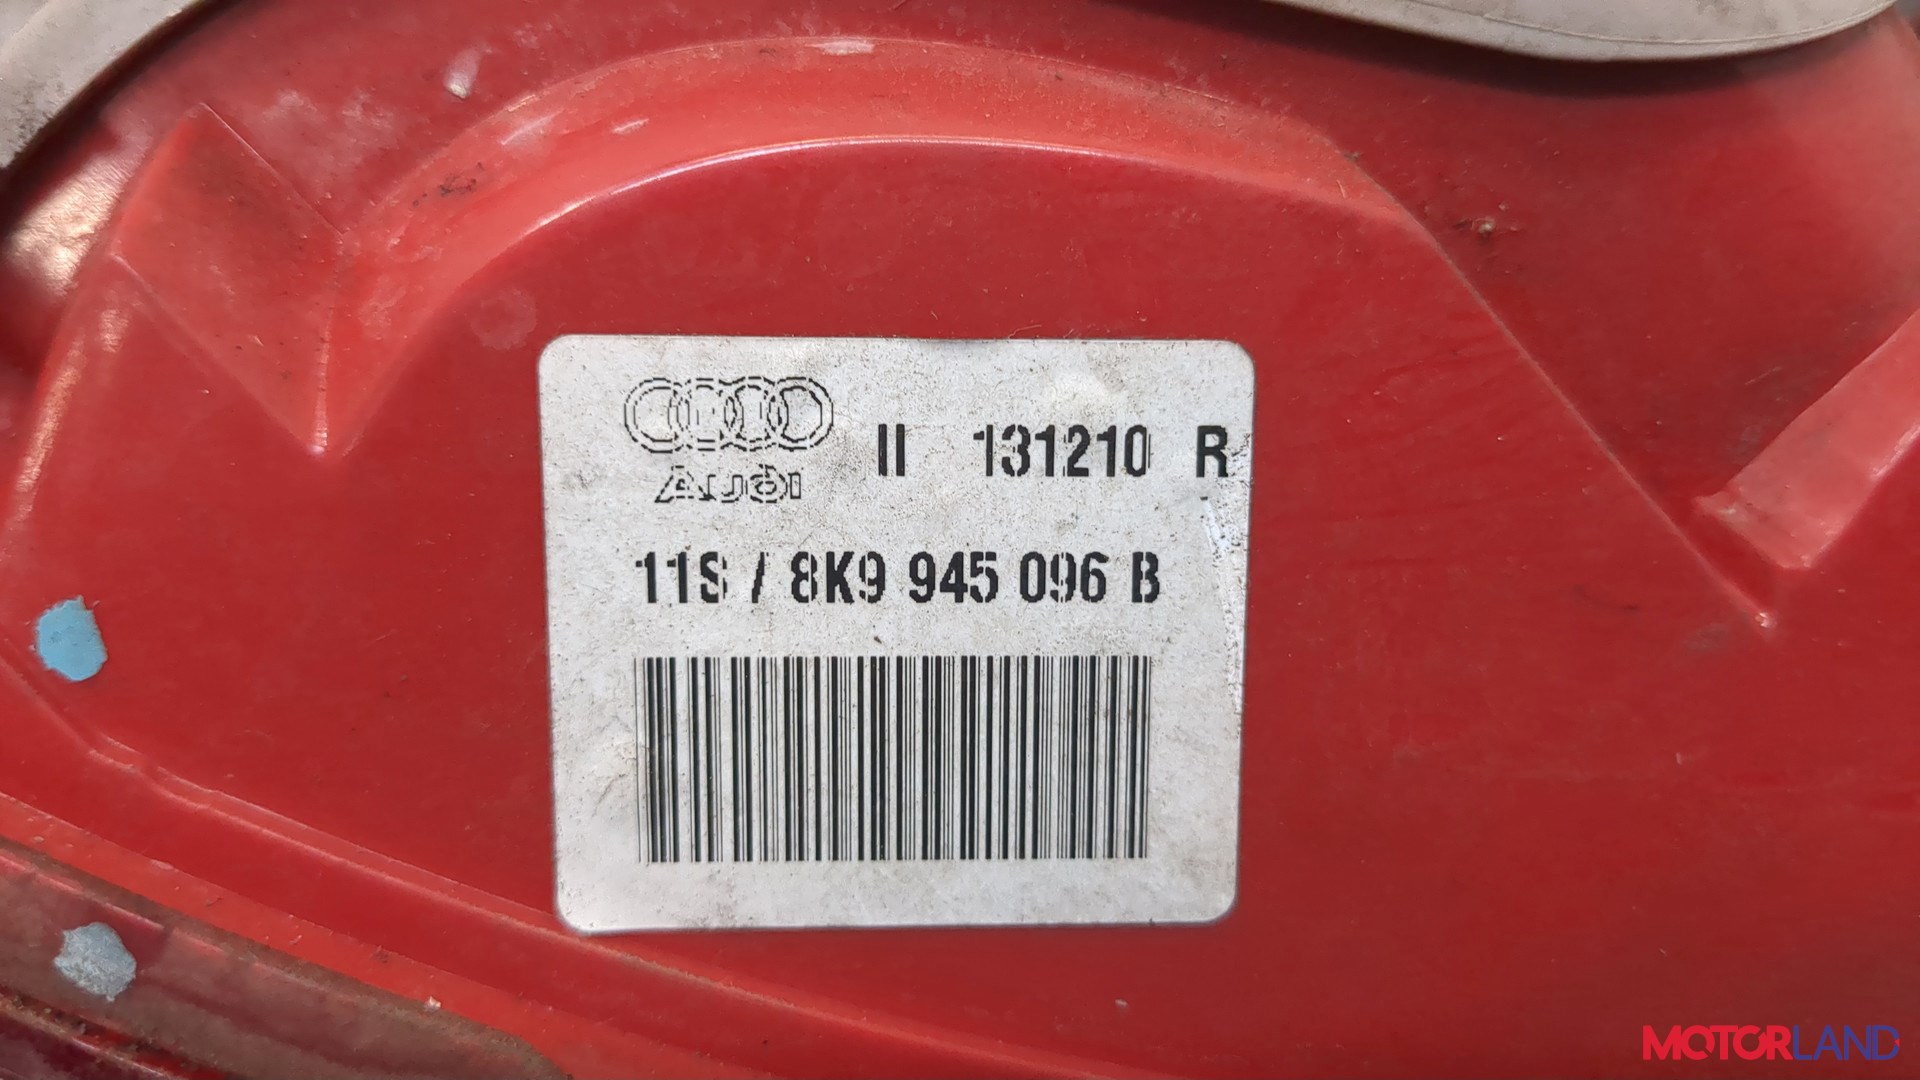 Audi
II 131210 R
11S / 8K9 945 096 B
MOTORLAND